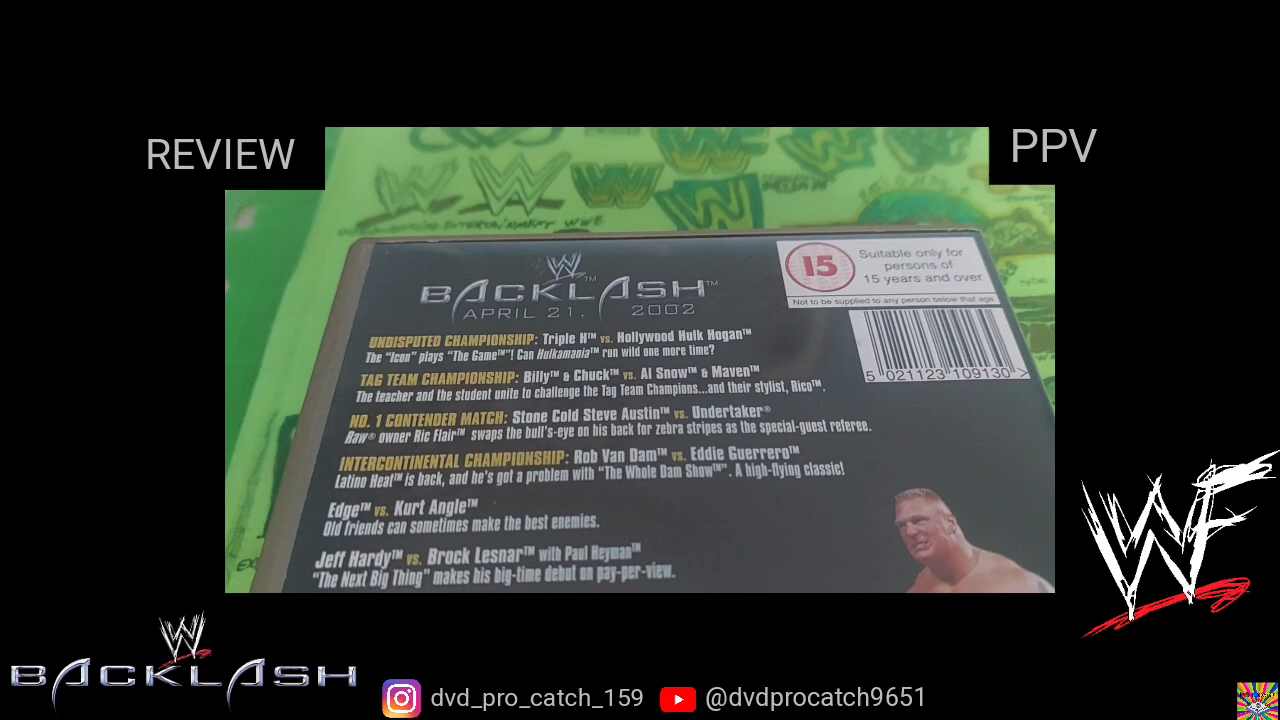 REVIEW
PPV
WWE
W
BACKLASH™
APRIL 21, 2002
15
Suitable only for
persons of
15 years and over
Not to be supplied to any person below that age.
5 021123 109130 >
UNDISPUTED CHAMPIONSHIP: Triple H™ vs. Hollywood Hulk Hogan™
The "Icon" plays "The Game™"! Can Hulkamania™ run wild one more time?
TAG TEAM CHAMPIONSHIP: Billy™ & Chuck™ vs. Al Snow™ & Maven™
The teacher and the student unite to challenge the Tag Team Champions...and their stylist, Rico™.
NO. 1 CONTENDER MATCH: Stone Cold Steve Austin™ vs. Undertaker®
Raw® owner Ric Flair™ swaps the bull's-eye on his back for zebra stripes as the special-guest referee.
INTERCONTINENTAL CHAMPIONSHIP: Rob Van Dam™ vs. Eddie Guerrero™
Latino Heat™ is back, and he's got a problem with "The Whole Dam Show™". A high-flying classic!
Edge™ vs. Kurt Angle™
Old friends can sometimes make the best enemies.
Jeff Hardy™ vs. Brock Lesnar™ with Paul Heyman™
"The Next Big Thing" makes his big-time debut on pay-per-view.
WF
W
BACKLASH
dvd_pro_catch_159
@dvdprocatch9651